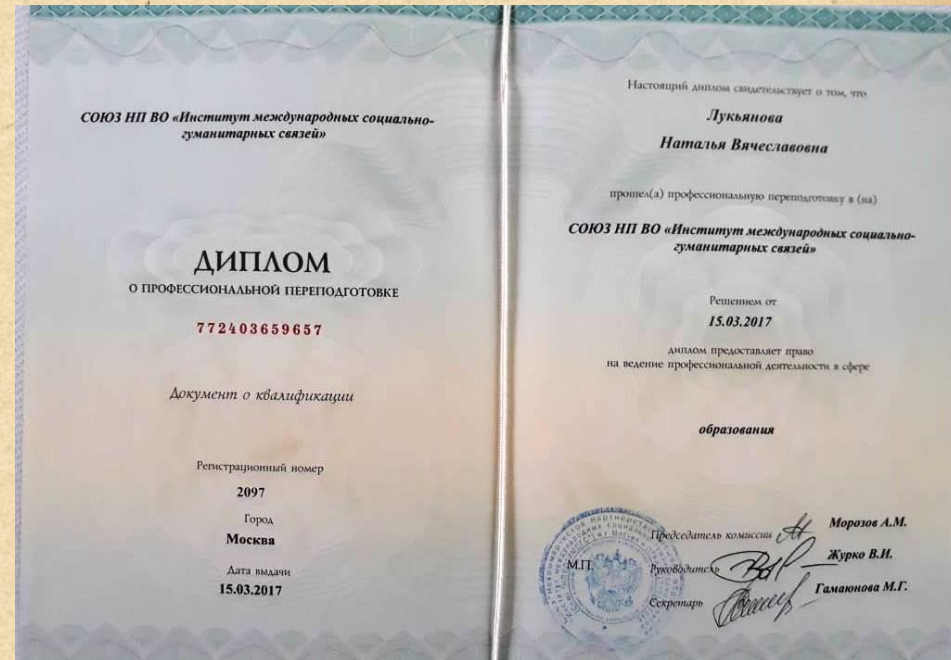 СОЮЗ НП ВО «Институт международных социально-
гуманитарных связей»
ДИПЛОМ
О ПРОФЕССИОНАЛЬНОЙ ПЕРЕПОДГОТОВКЕ
772403659657
Документ о квалификации
Регистрационный номер
2097
Город
Москва
Дата выдачи
15.03.2017
Настоящий диплом свидетельствует о том, что
Лукьянова
Наталья Вячеславовна
прошел(а) профессиональную переподготовку в (на)
СОЮЗ НП ВО «Институт международных социально-
гуманитарных связей»
Решением от
15.03.2017
диплом предоставляет право
на ведение профессиональной деятельности в сфере
образования
Председатель комиссии Морозов А.М.
М.П. Руководитель Журко В.И.
Секретарь Гамаюнова М.Г.